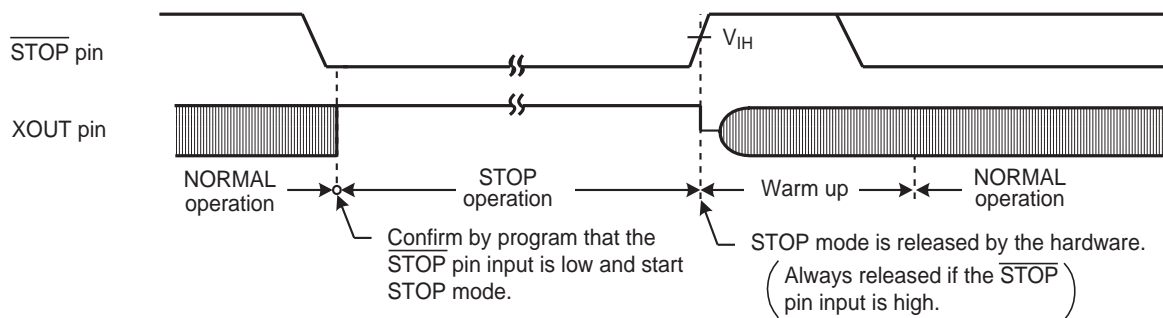 STOP pin
VIH
XOUT pin
NORMAL
operation
STOP
operation
Warm up
NORMAL
operation
Confirm by program that the
STOP pin input is low and start
STOP mode.
STOP mode is released by the hardware.
(Always released if the STOP
pin input is high.)